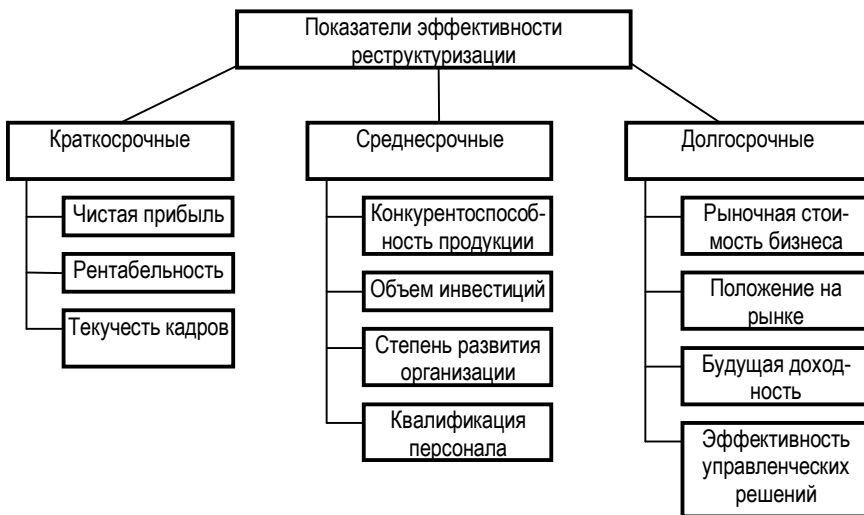 Показатели эффективности
реструктуризации
Краткосрочные
Чистая прибыль
Рентабельность
Текучесть кадров
Среднесрочные
Конкурентоспособ-
ность продукции
Объем инвестиций
Степень развития
организации
Квалификация
персонала
Долгосрочные
Рыночная стои-
мость бизнеса
Положение на
рынке
Будущая доход-
ность
Эффективность
управленческих
решений